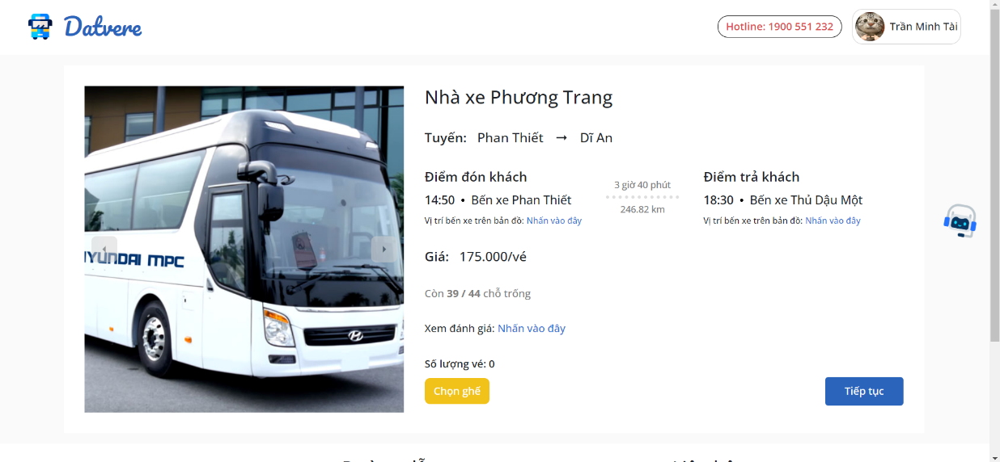 Datvere
Hotline: 1900 551 232
Trần Minh Tài
HYUNDAI MPC
Nhà xe Phương Trang
Tuyến: Phan Thiết → Dĩ An
Điểm đón khách
14:50 • Bến xe Phan Thiết
Vị trí bến xe trên bản đồ: Nhấn vào đây
3 giờ 40 phút
246.82 km
Điểm trả khách
18:30 • Bến xe Thủ Dậu Một
Vị trí bến xe trên bản đồ: Nhấn vào đây
Giá: 175.000/vé
Còn 39 / 44 chỗ trống
Xem đánh giá: Nhấn vào đây
Số lượng vé: 0
Chọn ghế
Tiếp tục